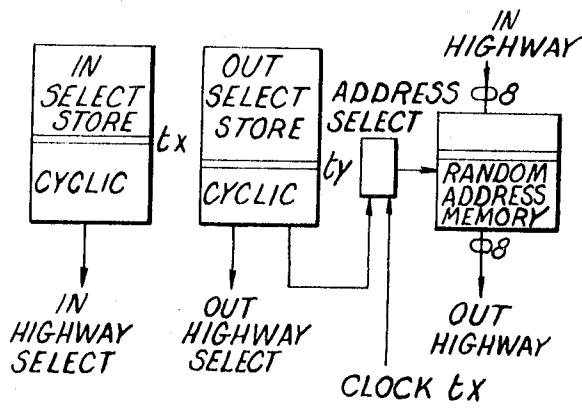 IN
SELECT
STORE
tx
CYCLIC
IN
HIGHWAY
SELECT
OUT
SELECT
STORE
ty
CYCLIC
OUT
HIGHWAY
SELECT
ADDRESS
SELECT
CLOCK tx
IN
HIGHWAY
8
RANDOM
ADDRESS
MEMORY
8
OUT
HIGHWAY